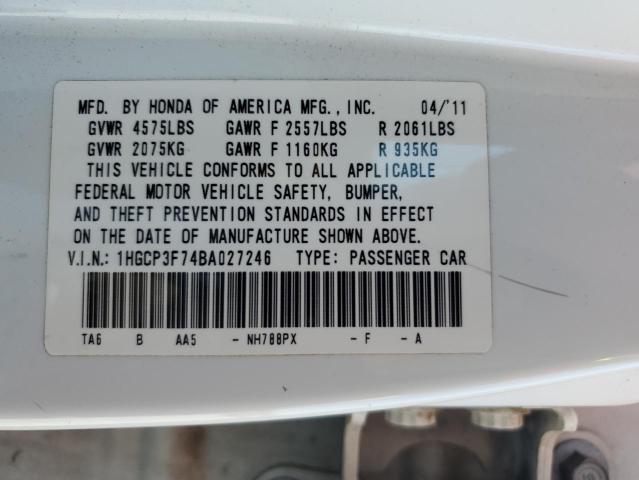 MFD. BY HONDA OF AMERICA MFG., INC. 04/'11
GVWR 4575LBS GAWR F 2557LBS R 2061LBS
GVWR 2075KG GAWR F 1160KG R 935KG
THIS VEHICLE CONFORMS TO ALL APPLICABLE
FEDERAL MOTOR VEHICLE SAFETY, BUMPER,
AND THEFT PREVENTION STANDARDS IN EFFECT
ON THE DATE OF MANUFACTURE SHOWN ABOVE.
V.I.N.: 1HGCP3F74BA027246 TYPE: PASSENGER CAR
TA6 B AA5 - NH788PX - F - A